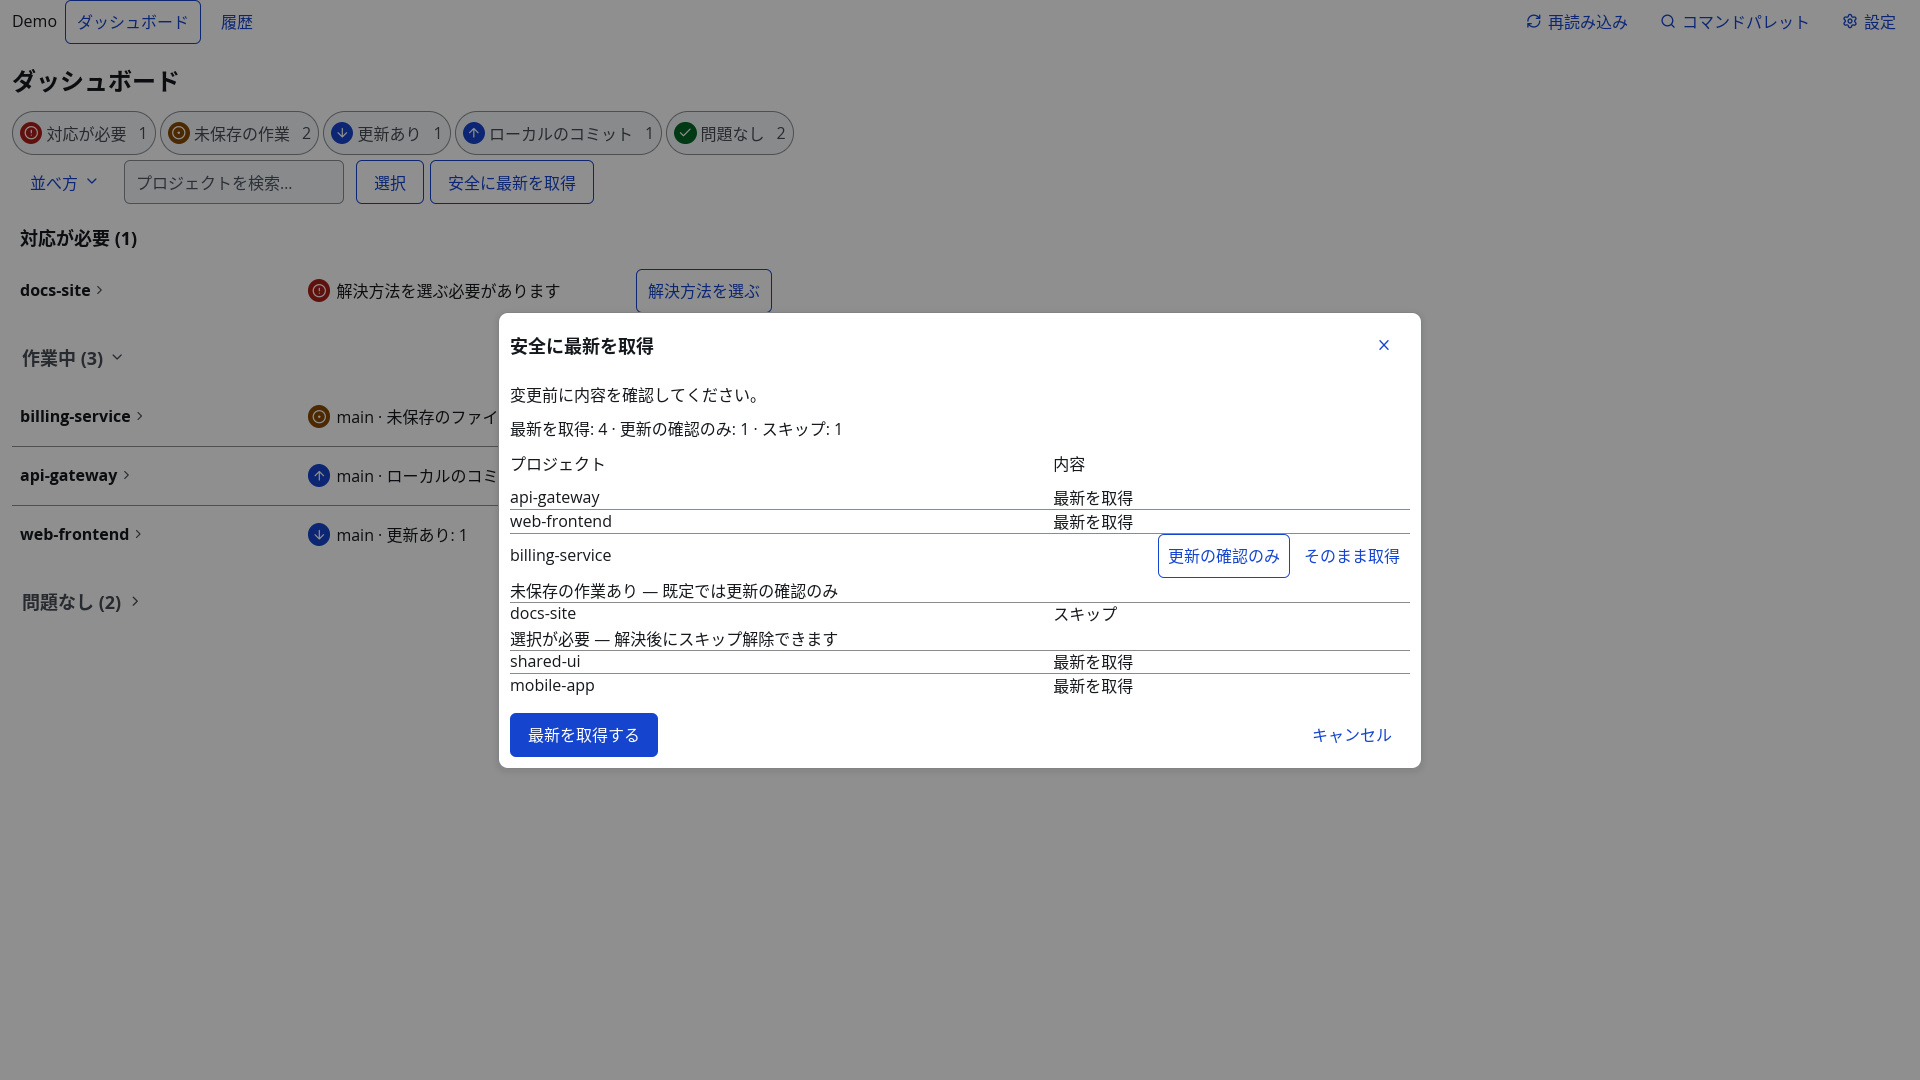 Demo ダッシュボード 履歴 再読み込み コマンドパレット 設定
ダッシュボード
対応が必要 1 未保存の作業 2 更新あり 1 ローカルのコミット 1 問題なし 2
並べ方 プロジェクトを検索... 選択 安全に最新を取得
対応が必要 (1)
docs-site 解決方法を選ぶ必要があります 解決方法を選ぶ
作業中 (3)
billing-service main · 未保存のファイ
api-gateway main · ローカルのコミ
web-frontend main · 更新あり: 1
問題なし (2)
安全に最新を取得
変更前に内容を確認してください。
最新を取得: 4 · 更新の確認のみ: 1 · スキップ: 1
プロジェクト 内容
api-gateway 最新を取得
web-frontend 最新を取得
billing-service 更新の確認のみ そのまま取得
未保存の作業あり — 既定では更新の確認のみ
docs-site スキップ
選択が必要 — 解決後にスキップ解除できます
shared-ui 最新を取得
mobile-app 最新を取得
最新を取得する キャンセル